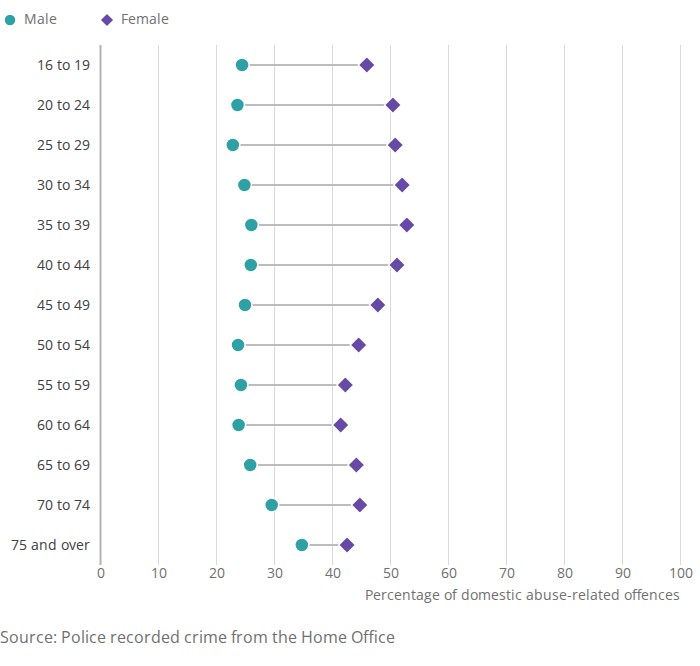 Male Female
16 to 19
20 to 24
25 to 29
30 to 34
35 to 39
40 to 44
45 to 49
50 to 54
55 to 59
60 to 64
65 to 69
70 to 74
75 and over
0 10 20 30 40 50 60 70 80 90 100
Percentage of domestic abuse-related offences
Source: Police recorded crime from the Home Office